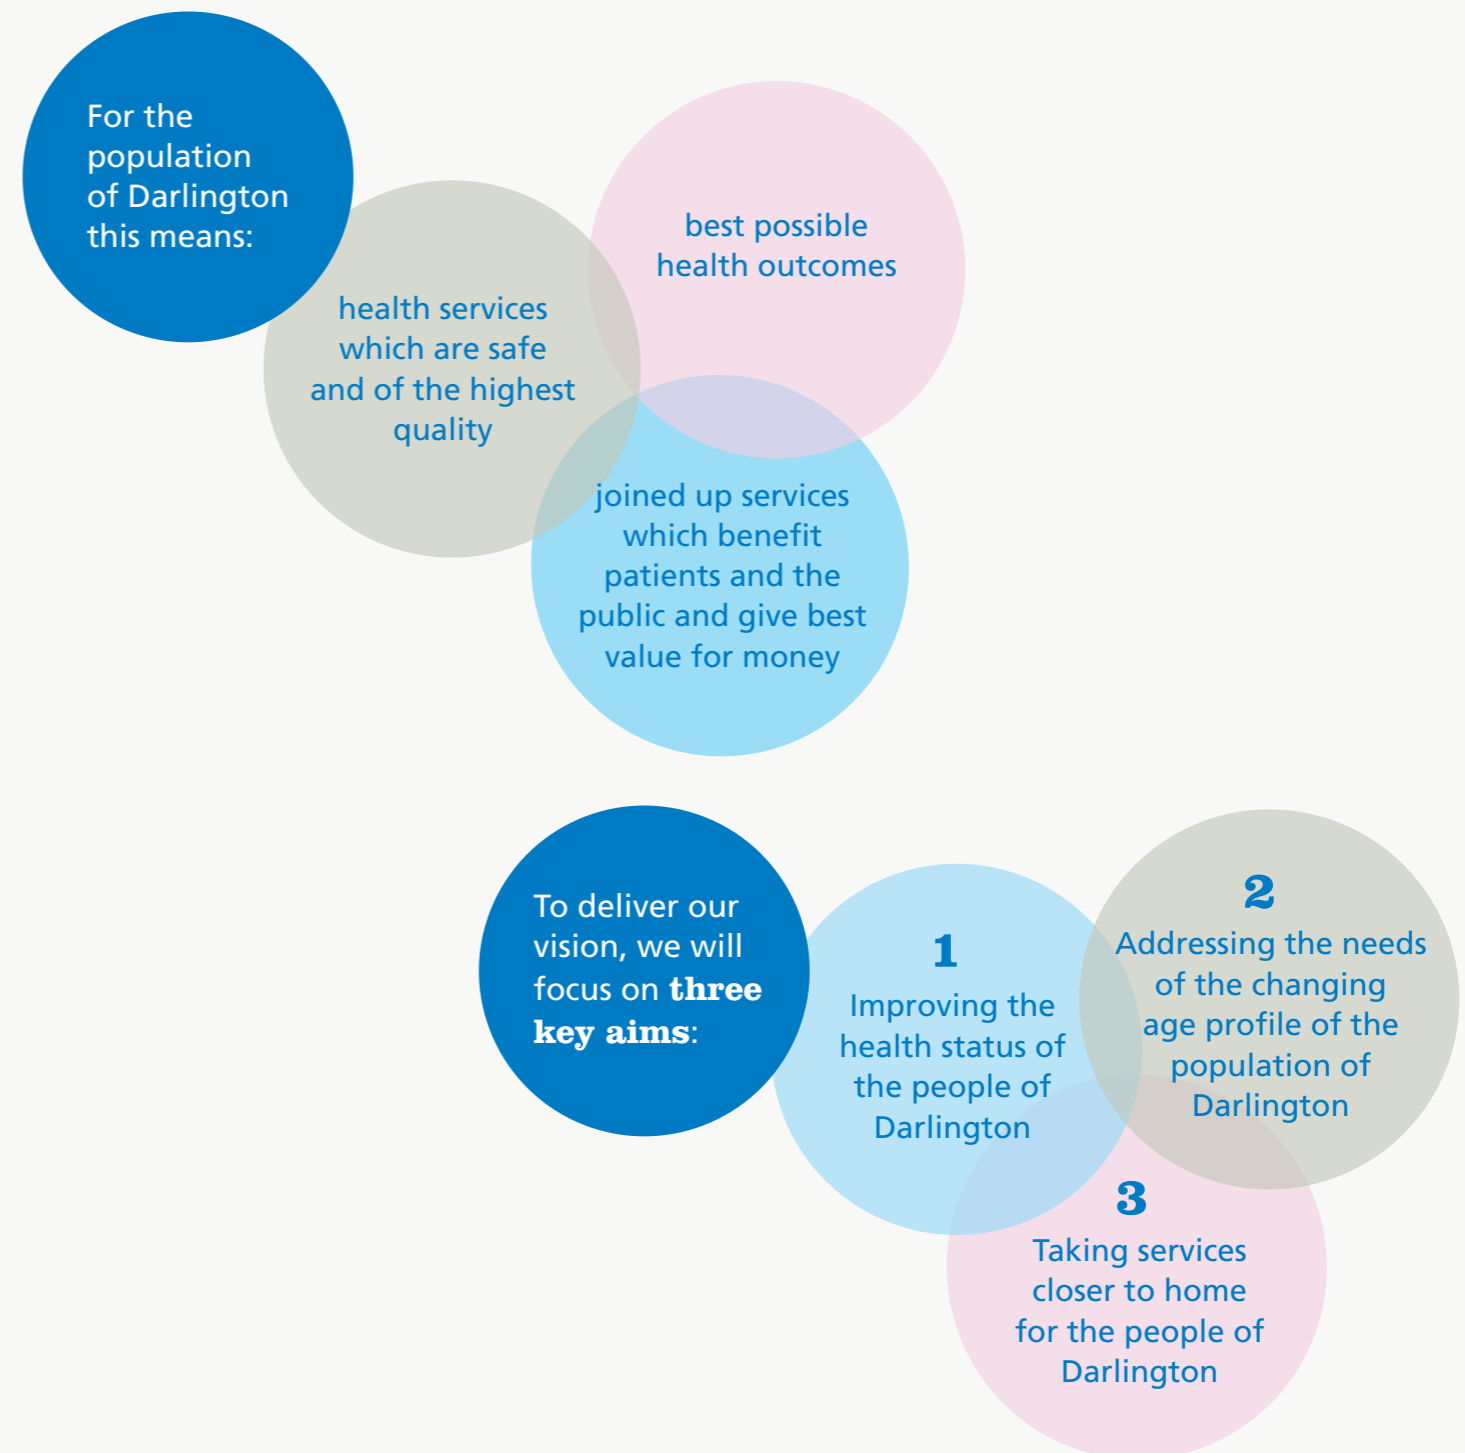 For the
population
of Darlington
this means:
health services
which are safe
and of the highest
quality
best possible
health outcomes
joined up services
which benefit
patients and the
public and give best
value for money
To deliver our
vision, we will
focus on three
key aims:
1
Improving the
health status of
the people of
Darlington
2
Addressing the needs
of the changing
age profile of the
population of
Darlington
3
Taking services
closer to home
for the people of
Darlington